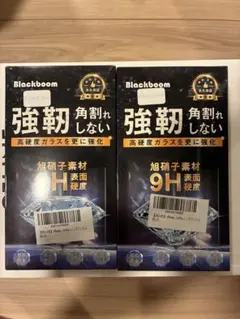 Blackboom
強靭 角割れ
しない
高硬度ガラスを更に強化
旭硝子素材
9H 表面
硬度
Blackboom
強靭 角割れ
しない
高硬度ガラスを更に強化
旭硝子素材
9H 表面
硬度